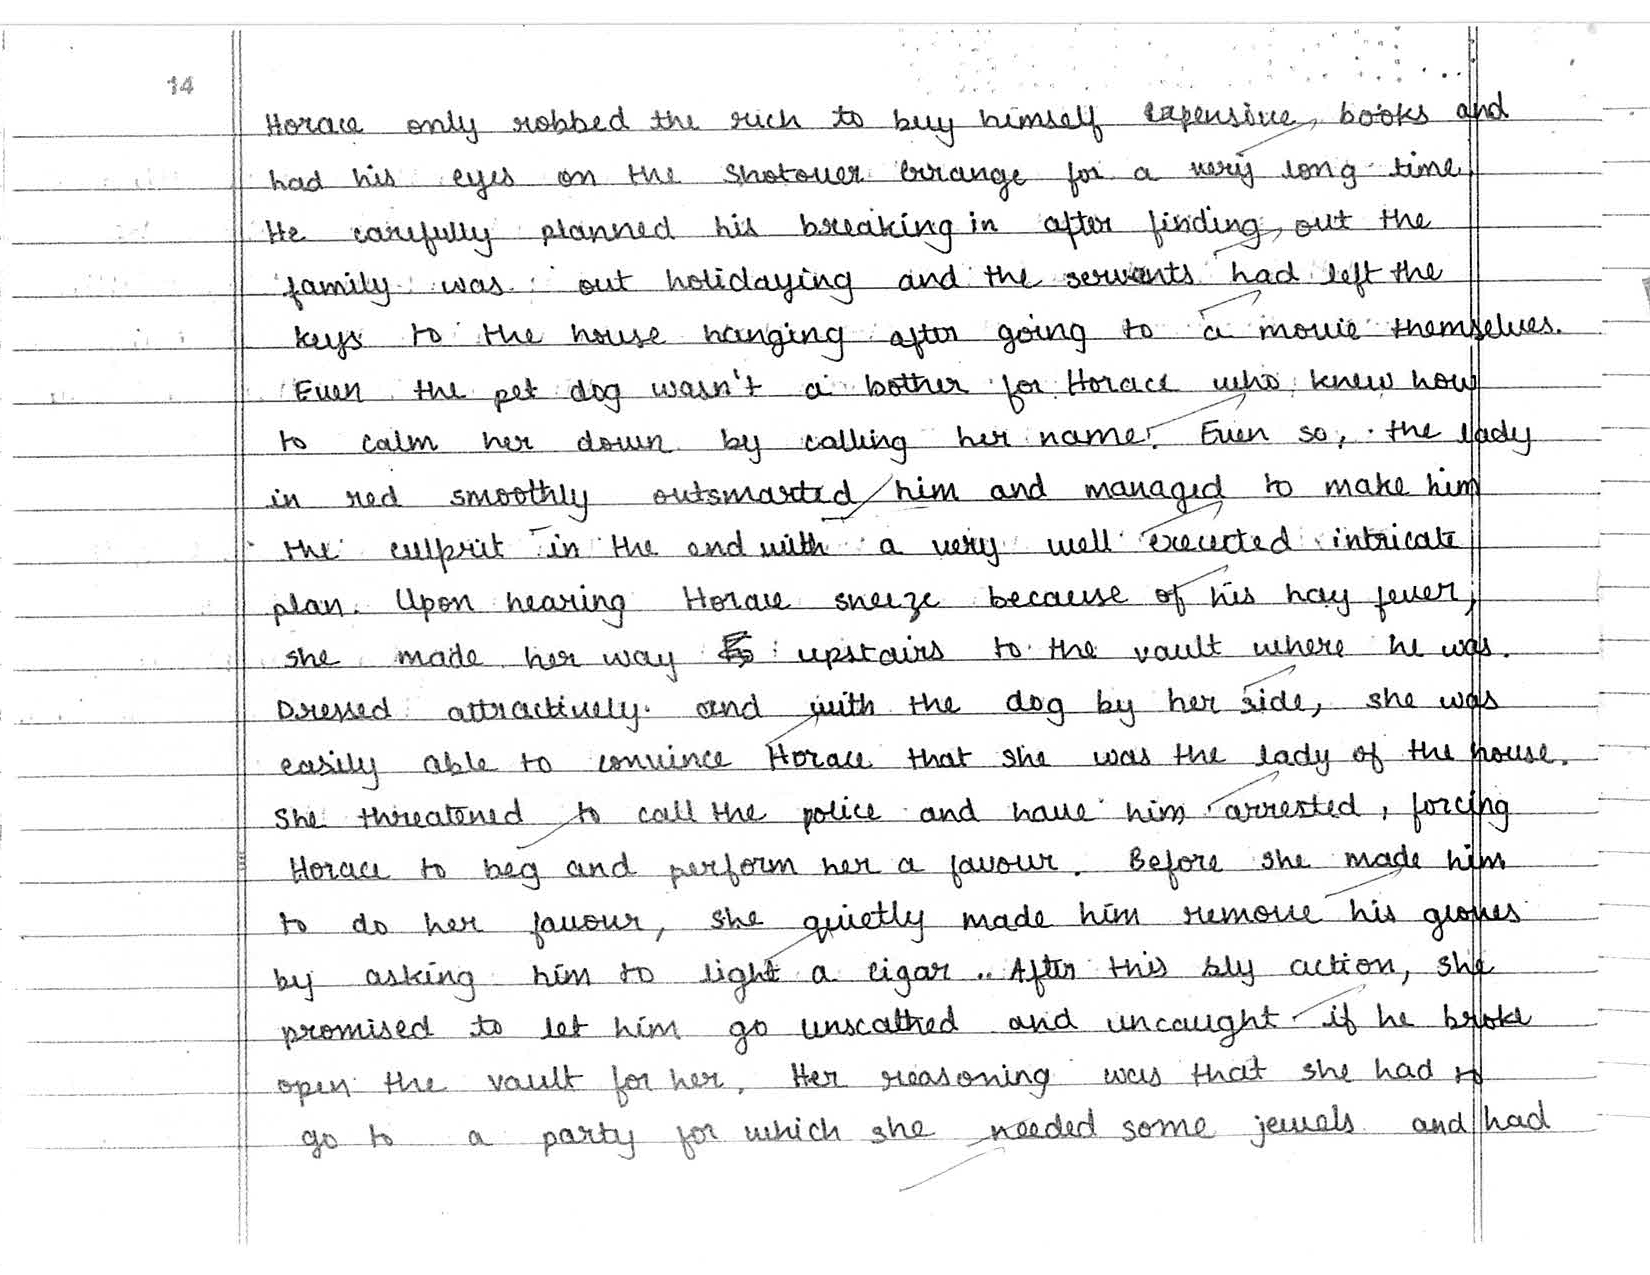 14
Horace only robbed the rich to buy himself expensive books and
had his eyes on the Shotover Grange for a very long time.
He carefully planned his breaking in after finding out the
family was out holidaying and the servants had left the
keys to the house hanging after going to a movie themselves.
Even the pet dog wasn't a bother for Horace who knew how
to calm her down by calling her name. Even so, the lady
in red smoothly outsmarted him and managed to make him
the culprit in the end with a very well executed intricate
plan. Upon hearing Horace sneeze because of his hay fever,
she made her way upstairs to the vault where he was.
Dressed attractively and with the dog by her side, she was
easily able to convince Horace that she was the lady of the house.
She threatened to call the police and have him arrested, forcing
Horace to beg and perform her a favour. Before she made him
to do her favour, she quietly made him remove his gloves
by asking him to light a cigar.. After this sly action, she
promised to let him go unscathed and uncaught if he broke
open the vault for her. Her reasoning was that she had to
go to a party for which she needed some jewels and had